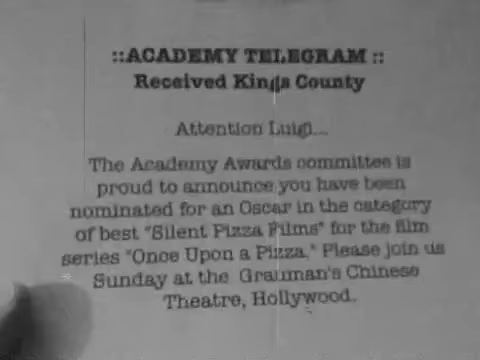 ::ACADEMY TELEGRAM ::
Received Kings County
Attention Luigi...
The Academy Awards committee is
proud to announce you have been
nominated for an Oscar in the category
of best "Silent Pizza Films" for the film
series "Once Upon a Pizza." Please join us
Sunday at the Grauman's Chinese
Theatre, Hollywood.